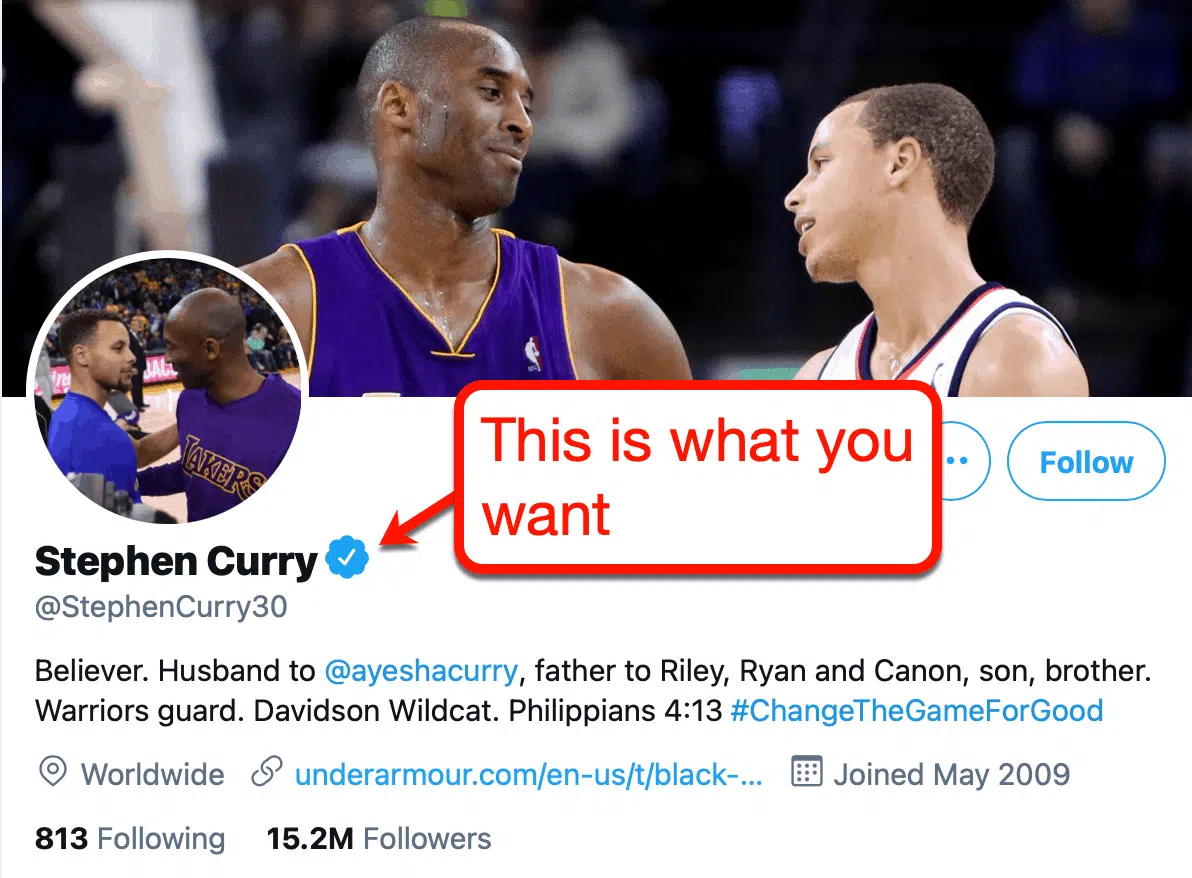 LAKERS
This is what you
want
Follow
Stephen Curry
@StephenCurry30
Believer. Husband to @ayeshacurry, father to Riley, Ryan and Canon, son, brother.
Warriors guard. Davidson Wildcat. Philippians 4:13 #ChangeTheGameForGood
Worldwide underarmour.com/en-us/t/black-... Joined May 2009
813 Following 15.2M Followers